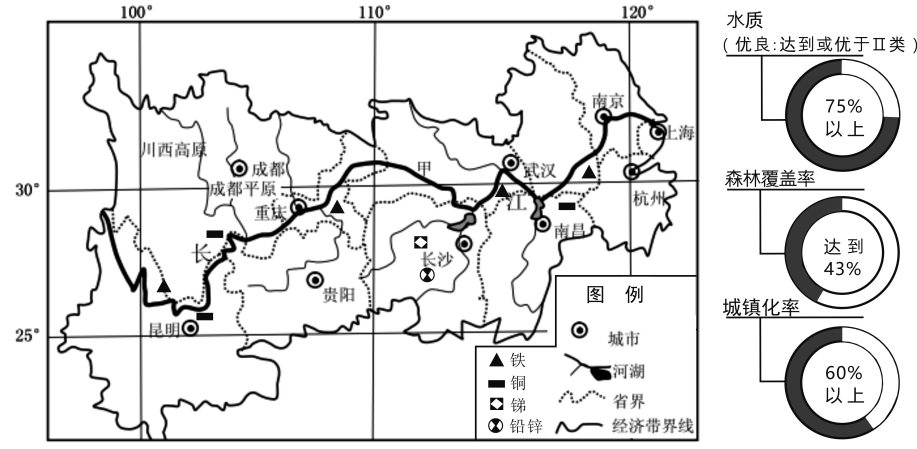 100°
110°
120°
30°
25°
川西高原
成都
成都平原
重庆
长
昆明
贵阳
甲
武汉
江
长沙
南昌
南京
上海
杭州
图 例
城市
河湖
省界
经济带界线
铁
铜
锑
铅锌
水质
(优良:达到或优于Ⅱ类)
75%
以上
森林覆盖率
达到
43%
城镇化率
60%
以上